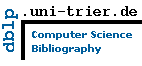 dblp
.uni-trier.de
Computer Science
Bibliography